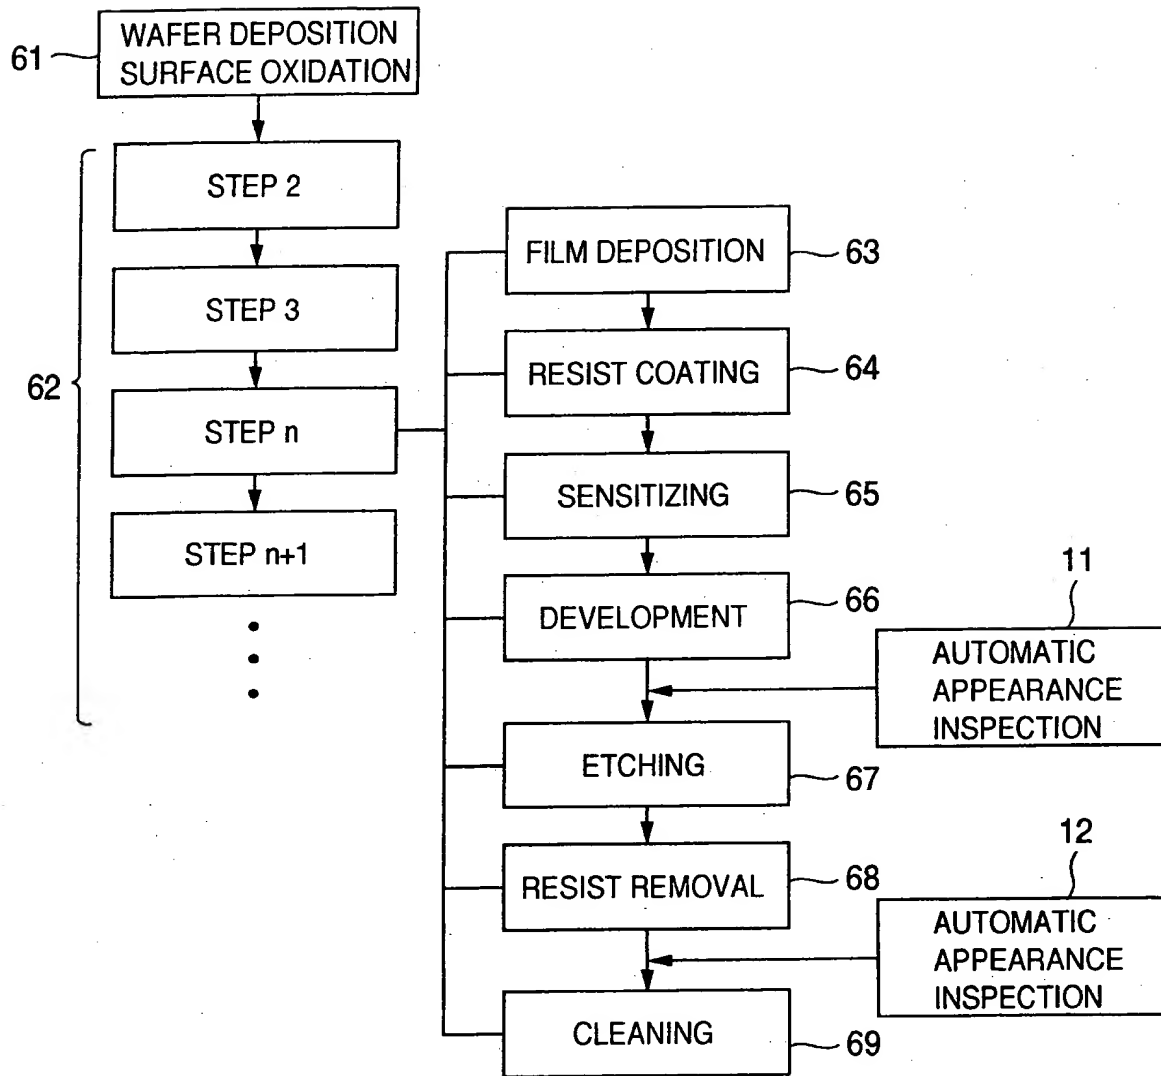 61
WAFER DEPOSITION
SURFACE OXIDATION
62
STEP 2
STEP 3
STEP n
STEP n+1
FILM DEPOSITION
63
RESIST COATING
64
SENSITIZING
65
DEVELOPMENT
66
11
AUTOMATIC
APPEARANCE
INSPECTION
ETCHING
67
RESIST REMOVAL
68
12
AUTOMATIC
APPEARANCE
INSPECTION
CLEANING
69